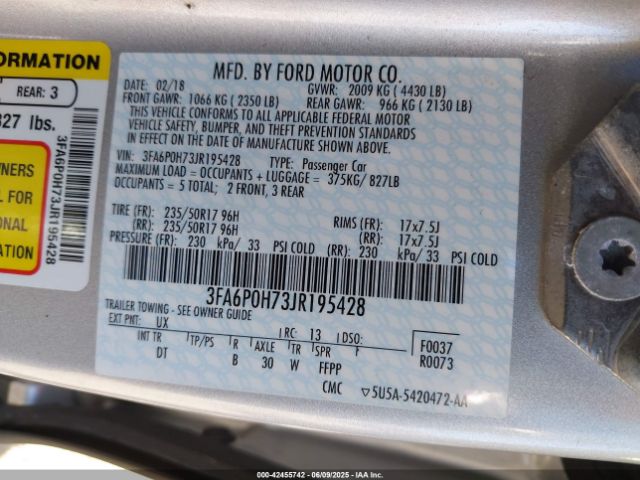 ORMATION
REAR: 3
827 lbs.
WNERS
L FOR
ONAL
MATION
3FA6P0H73JR195428
MFD. BY FORD MOTOR CO.
DATE: 02/18 GVWR: 2009 KG ( 4430 LB)
FRONT GAWR: 1066 KG ( 2350 LB) REAR GAWR: 966 KG ( 2130 LB)
THIS VEHICLE CONFORMS TO ALL APPLICABLE FEDERAL MOTOR
VEHICLE SAFETY, BUMPER, AND THEFT PREVENTION STANDARDS
IN EFFECT ON THE DATE OF MANUFACTURE SHOWN ABOVE.
VIN: 3FA6P0H73JR195428 TYPE: Passenger Car
MAXIMUM LOAD = OCCUPANTS + LUGGAGE = 375KG/ 827LB
OCCUPANTS = 5 TOTAL; 2 FRONT, 3 REAR
TIRE (FR): 235/50R17 96H RIMS (FR): 17x7.5J
(RR): 235/50R17 96H (RR): 17x7.5J
PRESSURE (FR): 230 kPa/ 33 PSI COLD (RR): 230 kPa/ 33 PSI COLD
3FA6P0H73JR195428
TRAILER TOWING - SEE OWNER GUIDE
EXT PNT: UX RC: 13 DSO: F0037
INT TR TP/PS R AXLE TR SPR R0073
DT B 30 W FFPP
CMC ▽5U5A-5420472-AA
000-42455742 - 06/09/2025 - IAAI.com